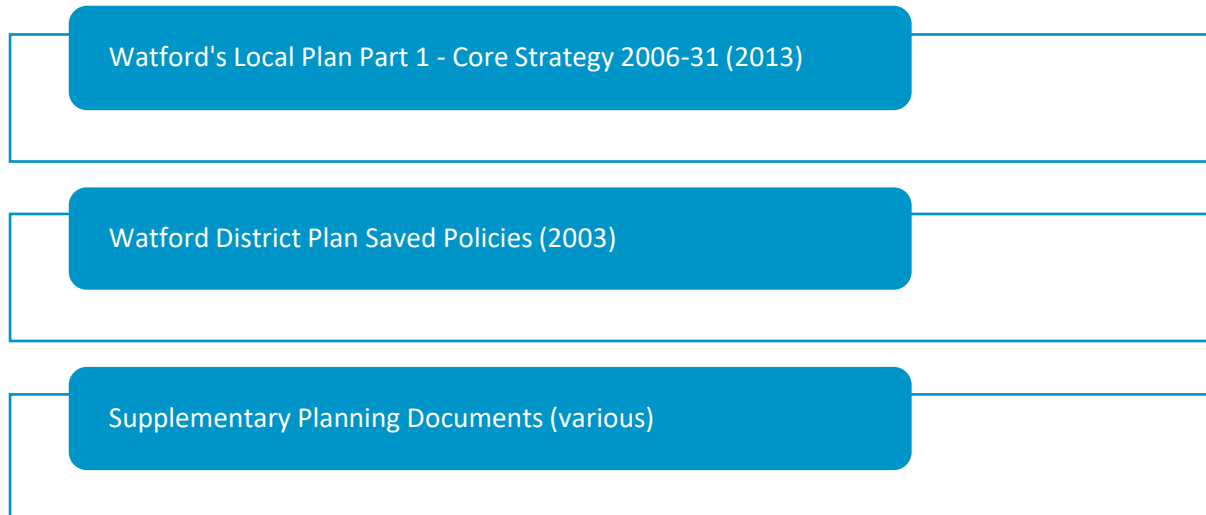 Watford's Local Plan Part 1 - Core Strategy 2006-31 (2013)
Watford District Plan Saved Policies (2003)
Supplementary Planning Documents (various)